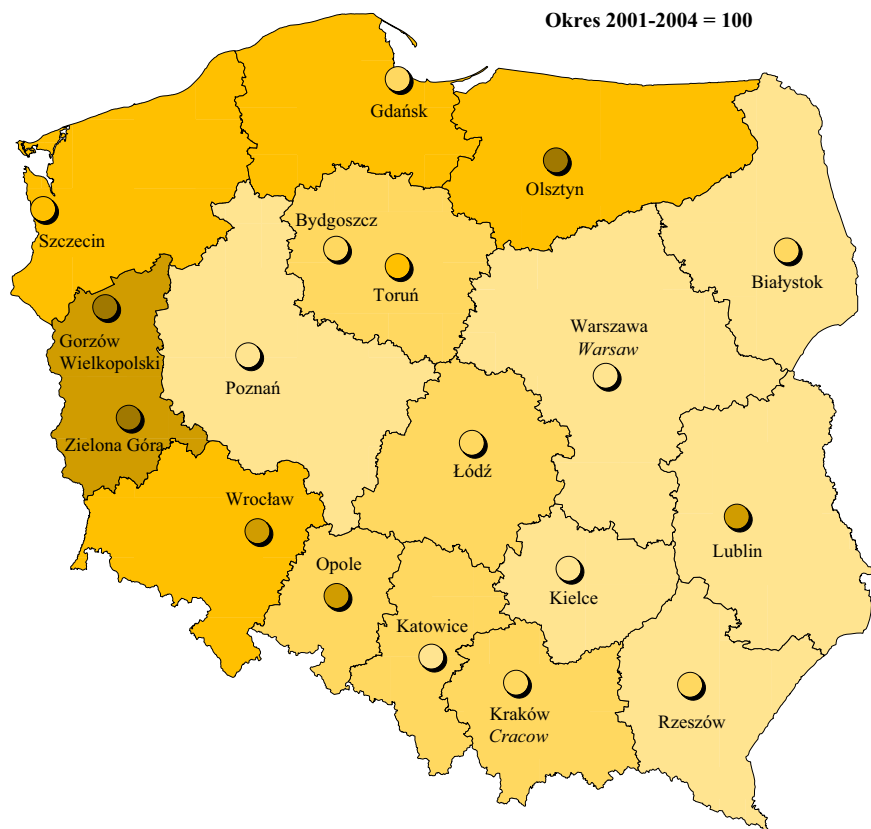 Okres 2001-2004 = 100
Gdańsk
Olsztyn
Szczecin
Bydgoszcz
Toruń
Białystok
Gorzów
Wielkopolski
Poznań
Warszawa
Warsaw
Zielona Góra
Łódź
Wrocław
Lublin
Opole
Kielce
Katowice
Kraków
Cracow
Rzeszów